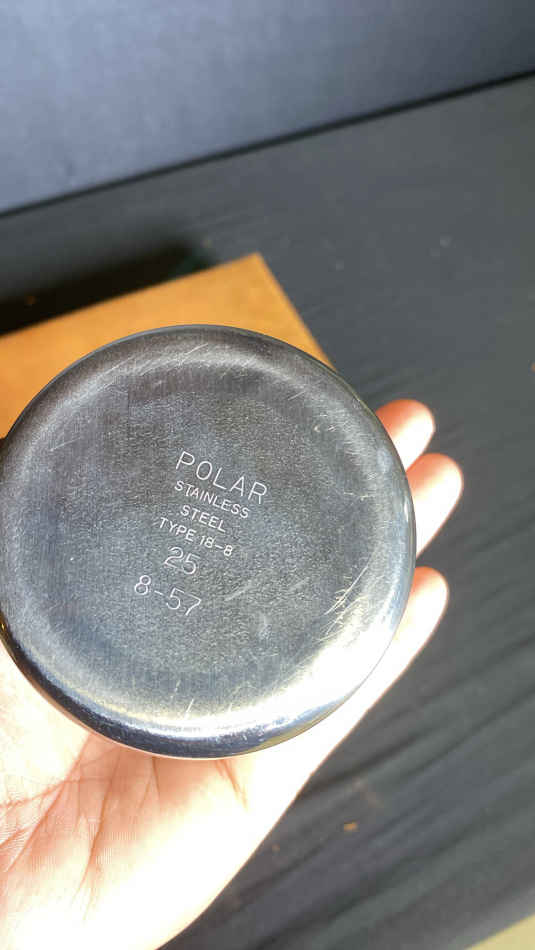 POLAR
STAINLESS
STEEL
TYPE 18-8
25
8-57